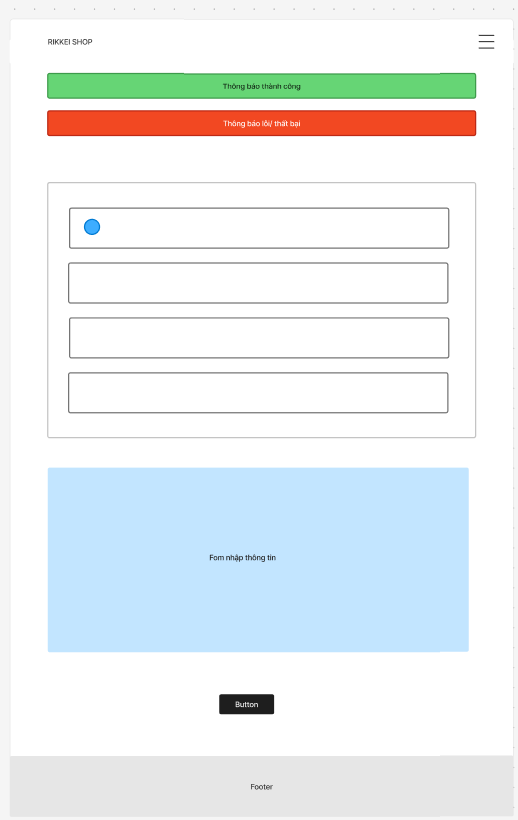 RIKKEI SHOP
Thông báo thành công
Thông báo lỗi/ thất bại
Fom nhập thông tin
Button
Footer